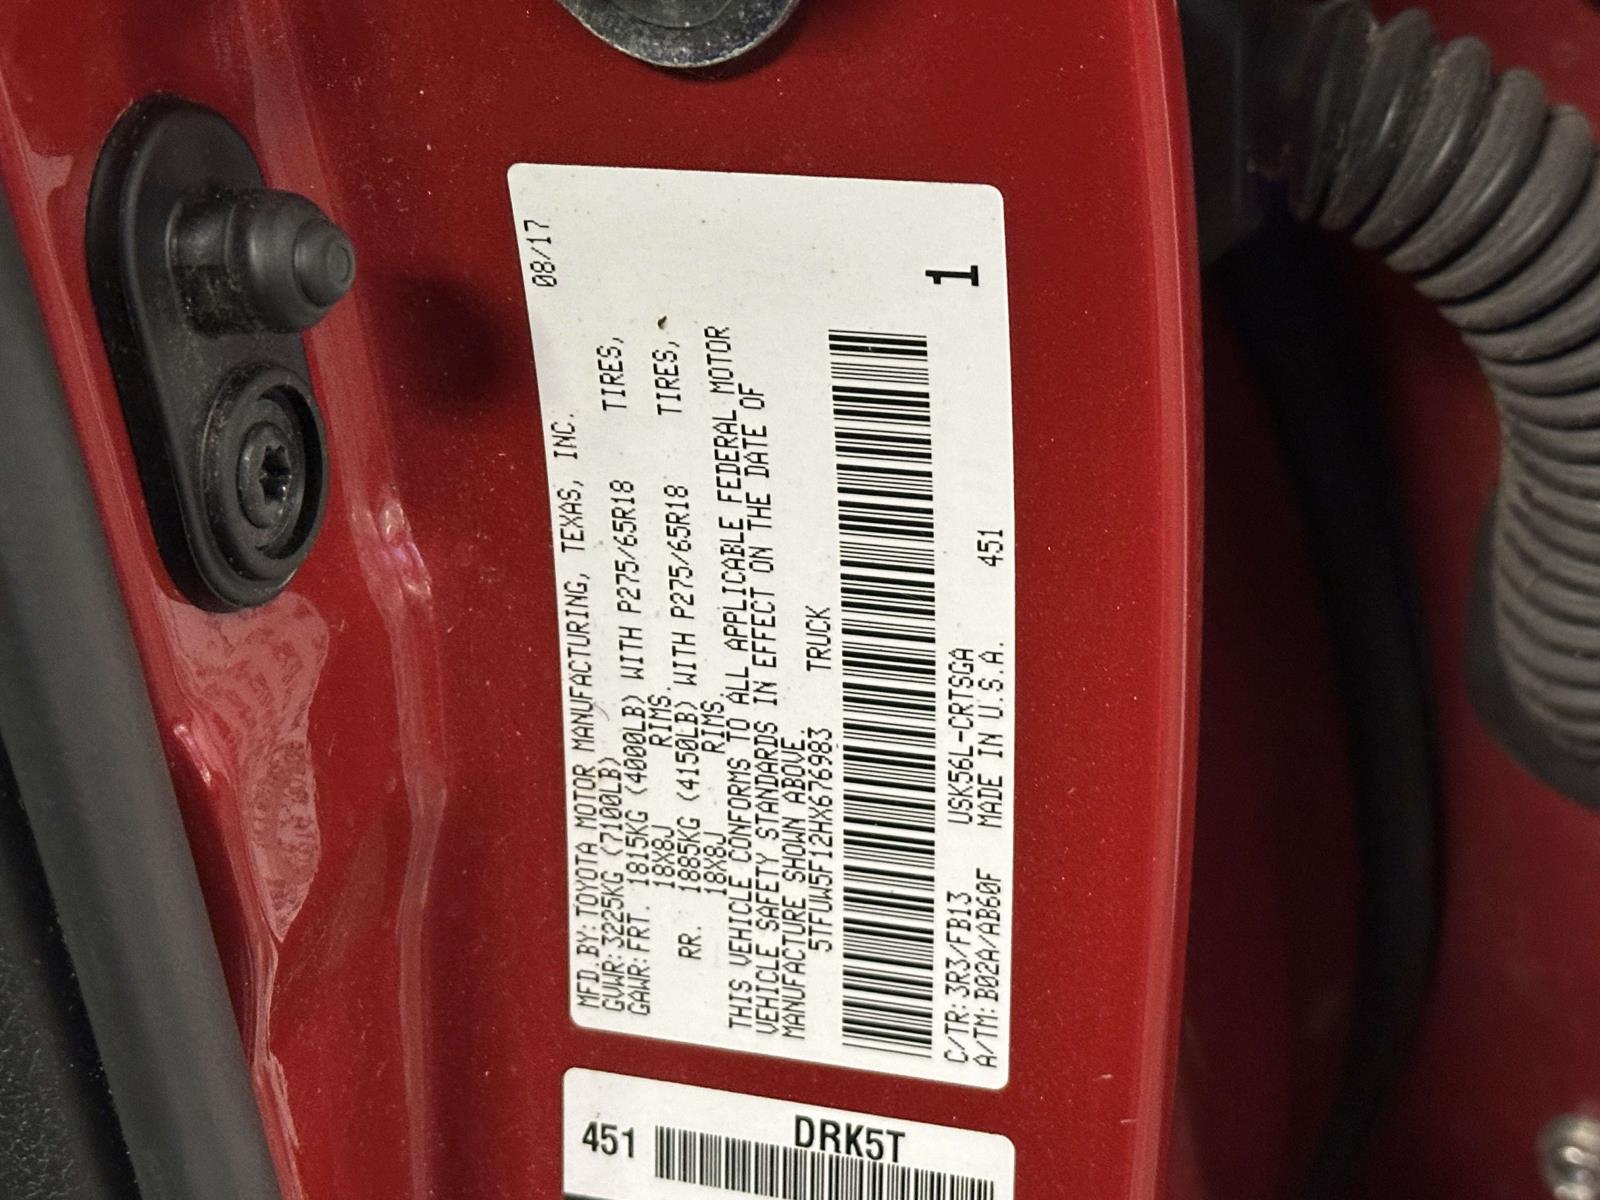 MFD.BY:TOYOTA MOTOR MANUFACTURING, TEXAS, INC. 08/17
GVWR:3225KG (7100LB)
GAWR:FRT. 1815KG (4000LB) WITH P275/65R18 TIRES,
18X8J RIMS.
RR. 1885KG (4150LB) WITH P275/65R18 TIRES,
18X8J RIMS.
THIS VEHICLE CONFORMS TO ALL APPLICABLE FEDERAL MOTOR
VEHICLE SAFETY STANDARDS IN EFFECT ON THE DATE OF
MANUFACTURE SHOWN ABOVE.
5TFUW5F12HX676983 TRUCK
1
C/TR:3R3/FB13 USK56L-CRTSGA
A/TM:B02A/AB60F MADE IN U.S.A. 451
451
DRK5T